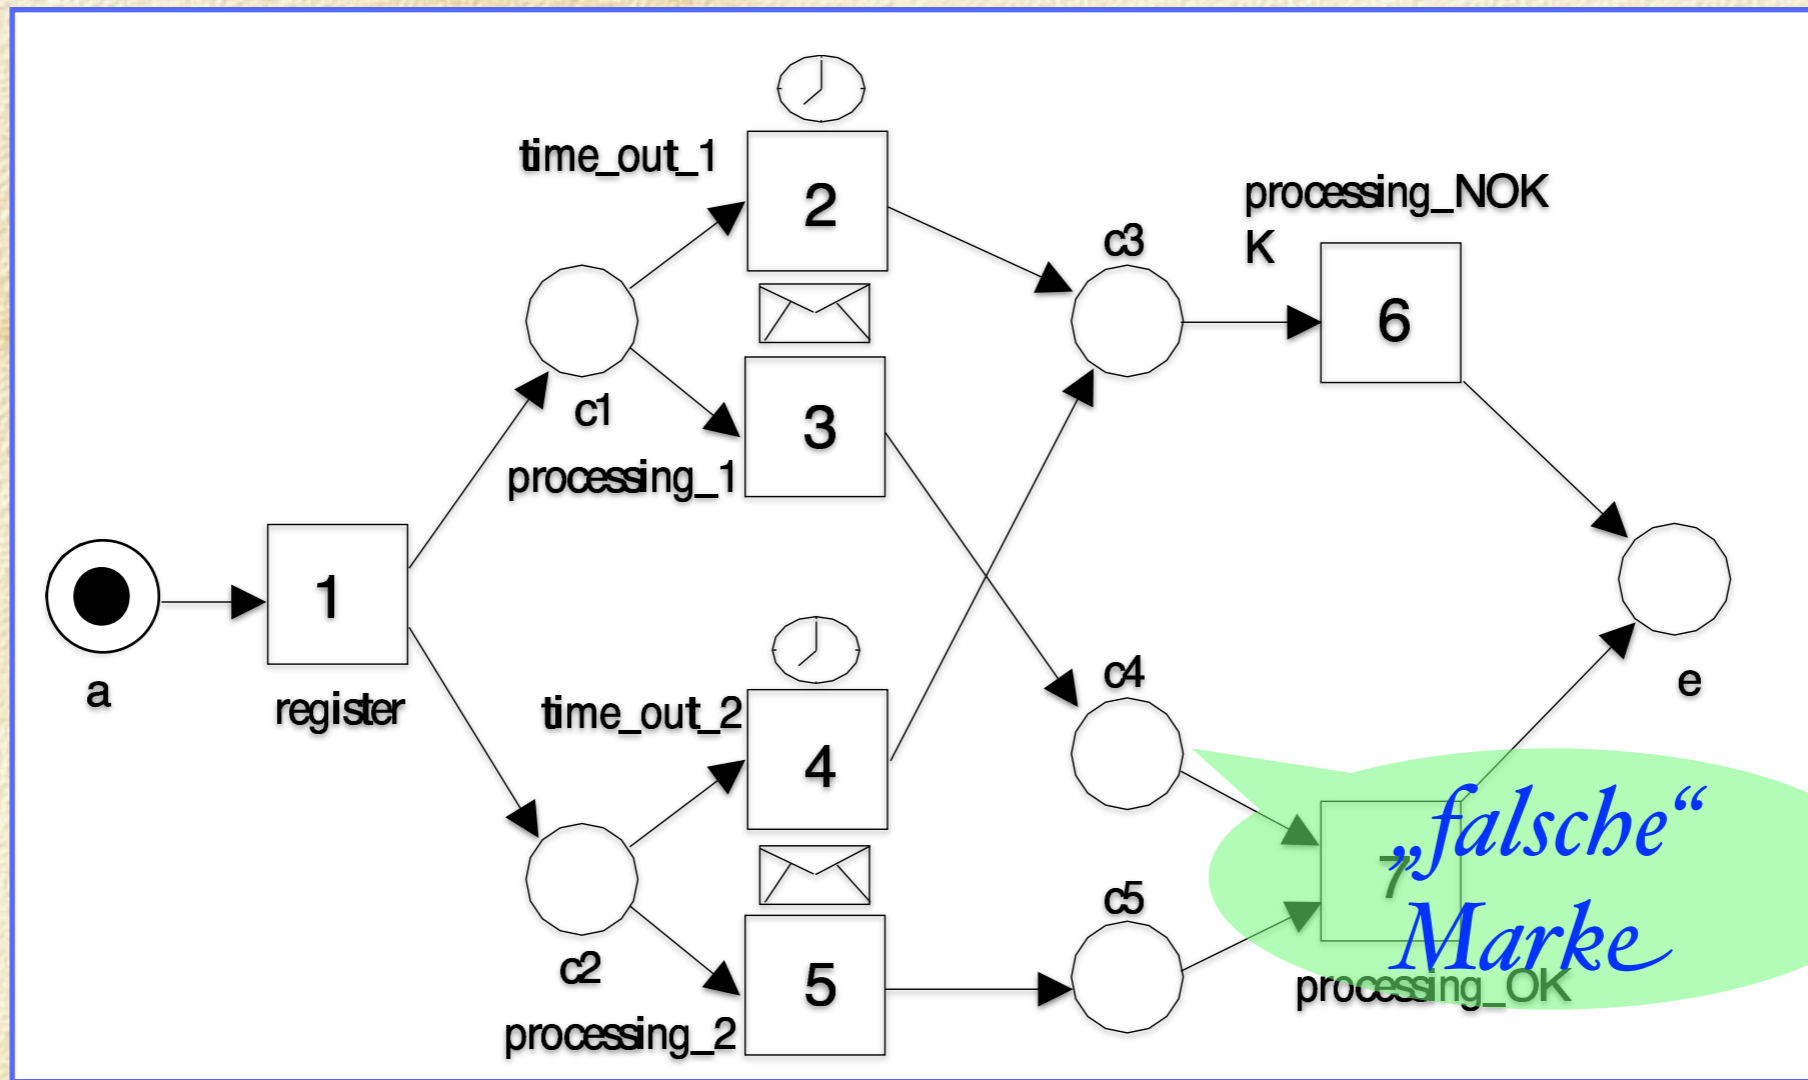 time_out_1
2
processing_NOK
K
c3
6
c1
3
processing_1
a
1
register
time_out_2
4
c4
e
c2
5
processing_2
c5
7
„falsche“
Marke
processing_OK